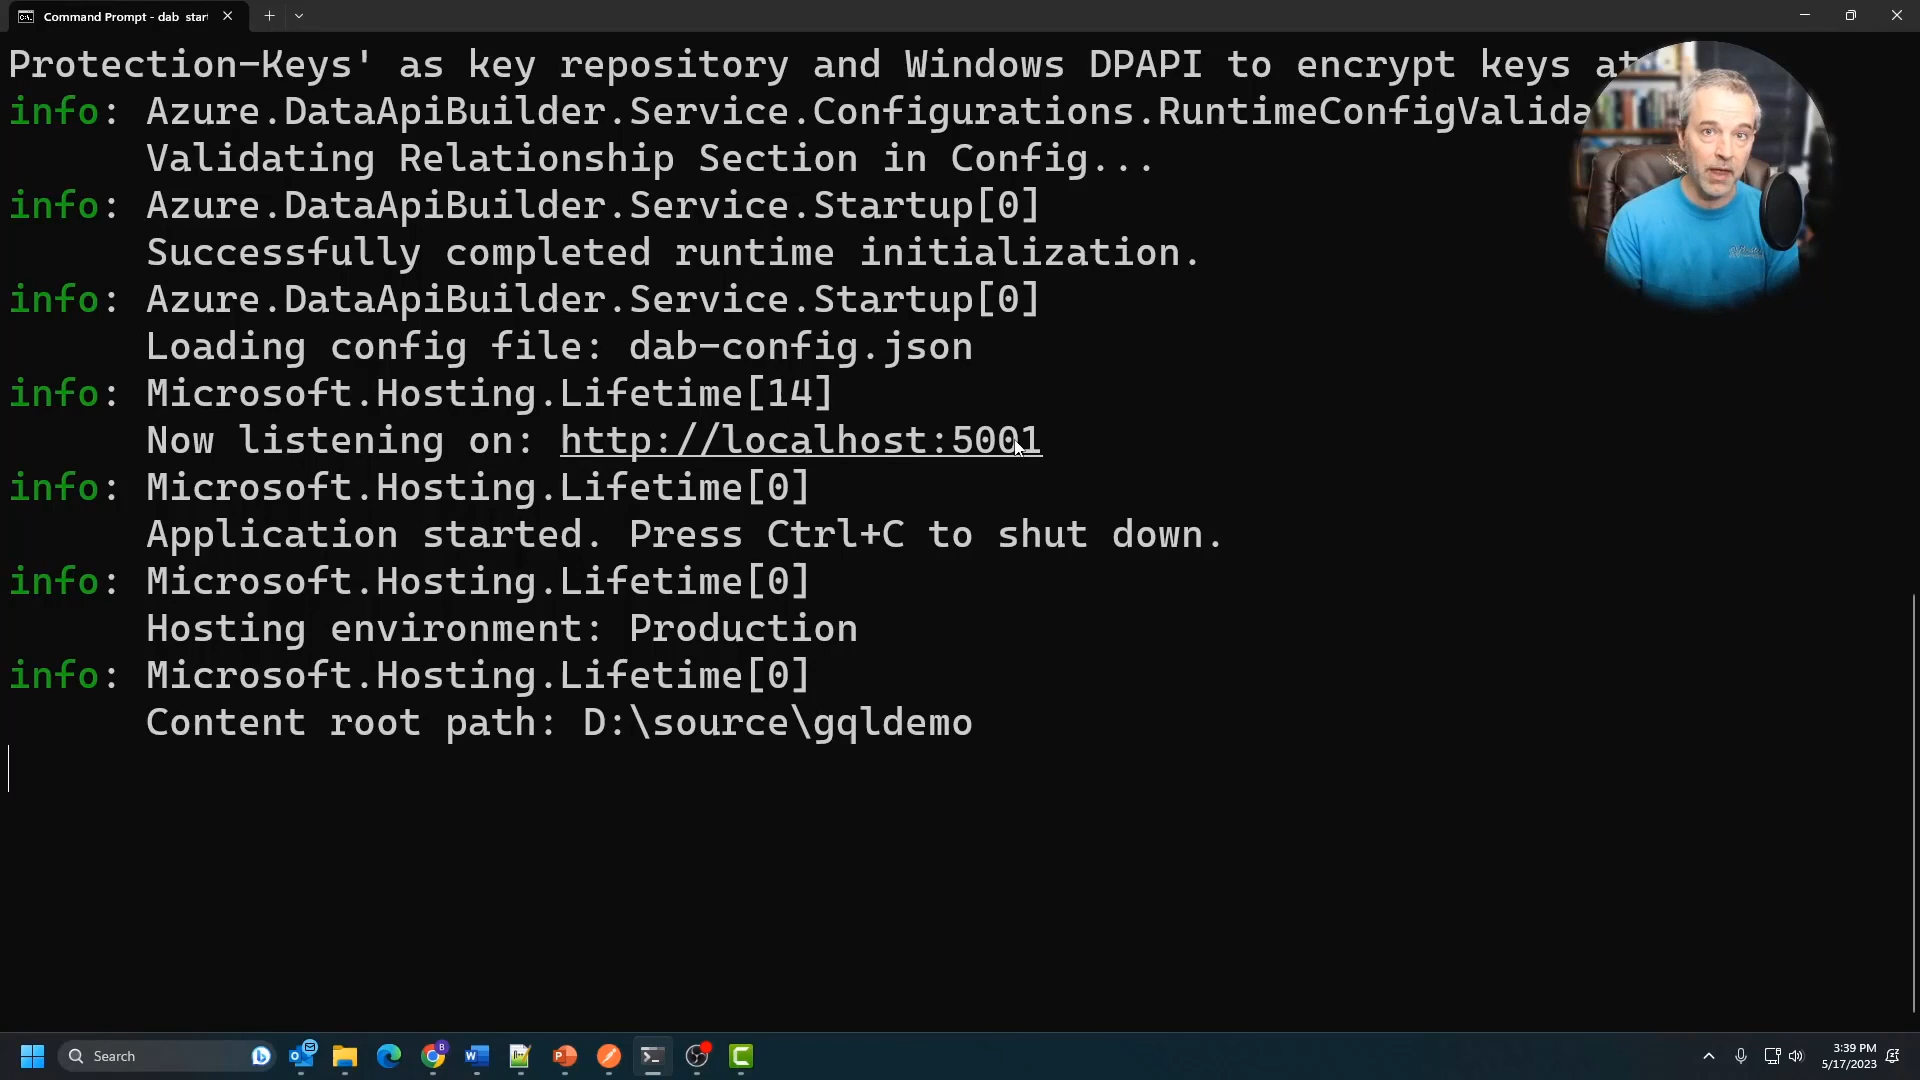 Command Prompt - dab star
Protection-Keys' as key repository and Windows DPAPI to encrypt keys at
info: Azure.DataApiBuilder.Service.Configurations.RuntimeConfigValida
Validating Relationship Section in Config...
info: Azure.DataApiBuilder.Service.Startup[0]
Successfully completed runtime initialization.
info: Azure.DataApiBuilder.Service.Startup[0]
Loading config file: dab-config.json
info: Microsoft.Hosting.Lifetime[14]
Now listening on: http://localhost:5001
info: Microsoft.Hosting.Lifetime[0]
Application started. Press Ctrl+C to shut down.
info: Microsoft.Hosting.Lifetime[0]
Hosting environment: Production
info: Microsoft.Hosting.Lifetime[0]
Content root path: D:\source\gqldemo
Search
3:39 PM
5/17/2023